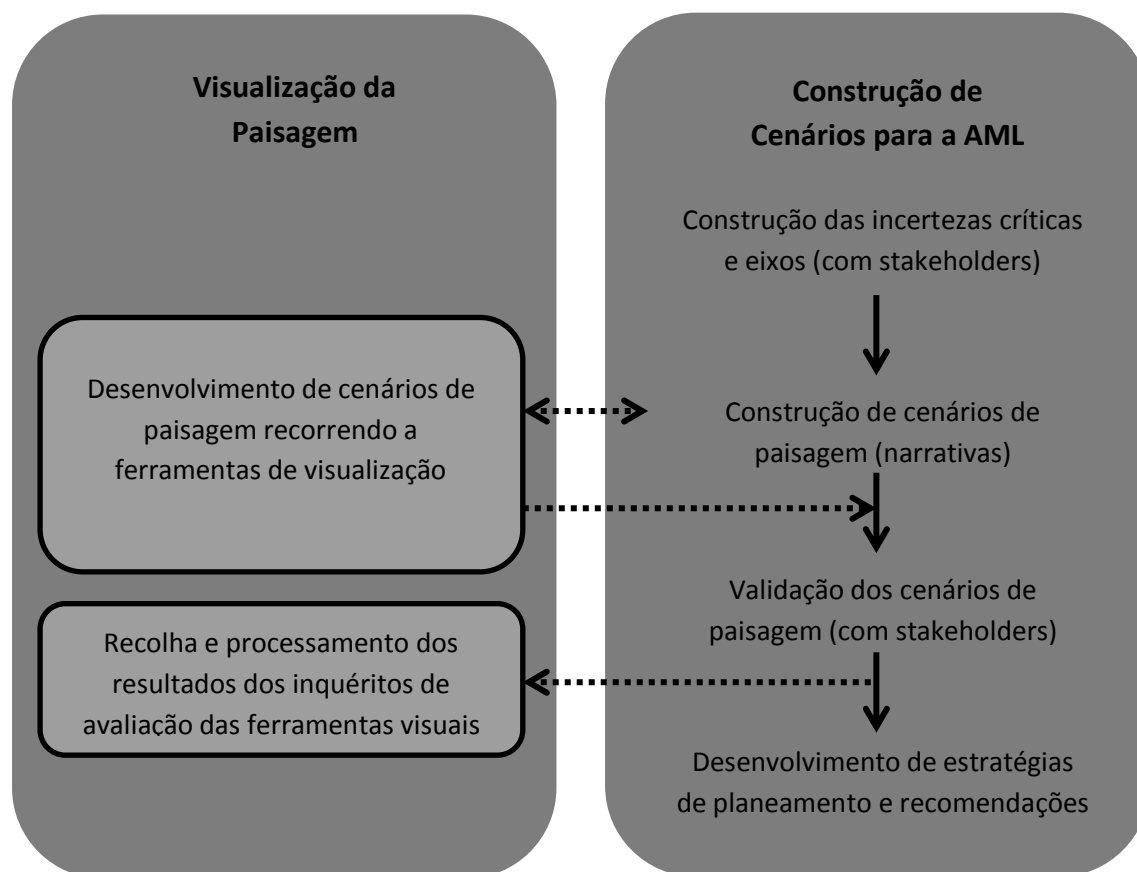 Visualização da
Paisagem
Desenvolvimento de cenários de
paisagem recorrendo a
ferramentas de visualização
Recolha e processamento dos
resultados dos inquéritos de
avaliação das ferramentas visuais
Construção de
Cenários para a AML
Construção das incertezas críticas
e eixos (com stakeholders)
Construção de cenários de
paisagem (narrativas)
Validação dos cenários de
paisagem (com stakeholders)
Desenvolvimento de estratégias
de planeamento e recomendações